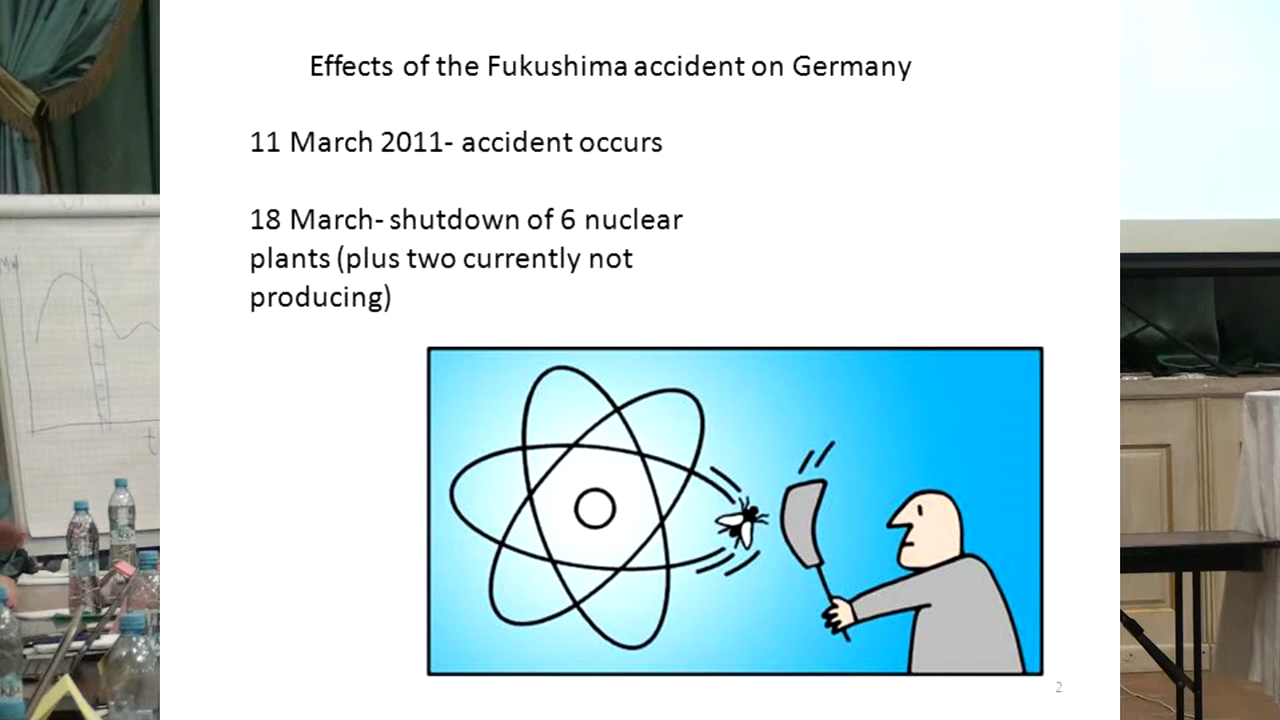 Effects of the Fukushima accident on Germany
11 March 2011- accident occurs
18 March- shutdown of 6 nuclear
plants (plus two currently not
producing)
2